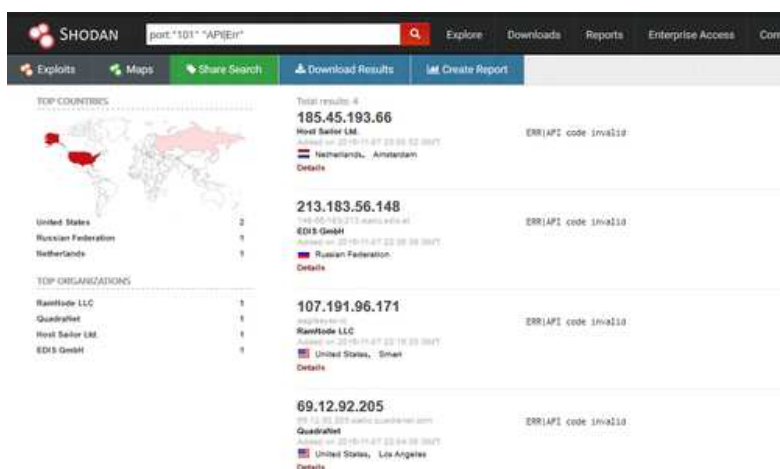 SHODAN
port:"101" "API|Err"
Explore
Downloads
Reports
Enterprise Access
Exploits
Maps
Share Search
Download Results
Create Report
TOP COUNTRIES
United States 2
Russian Federation 1
Netherlands 1
TOP ORGANIZATIONS
RamNode LLC 1
QuadraNet 1
Host Sailor Ltd. 1
EDIS GmbH 1
Total results: 4
185.45.193.66
Host Sailor Ltd.
Netherlands, Amsterdam
Details
ERR|API code invalid
213.183.56.148
EDIS GmbH
Russian Federation
Details
ERR|API code invalid
107.191.96.171
RamNode LLC
United States,
Details
ERR|API code invalid
69.12.92.205
QuadraNet
United States, Los Angeles
Details
ERR|API code invalid